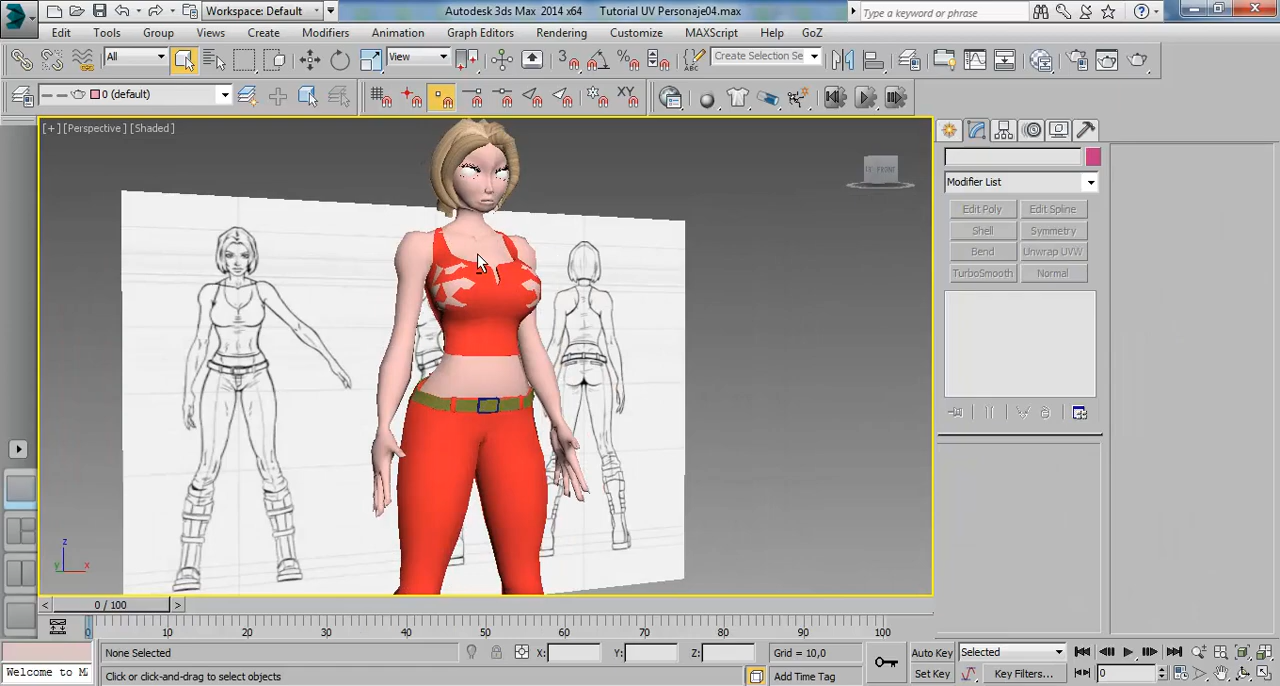 Workspace: Default
Autodesk 3ds Max 2014 x64 Tutorial UV Personaje04.max
Type a keyword or phrase
Edit Tools Group Views Create Modifiers Animation Graph Editors Rendering Customize MAXScript Help GoZ
All
View
3
ABC
Create Selection Se
0 (default)
XY
[+] [Perspective] [Shaded]
Modifier List
Edit Poly Edit Spline
Shell Symmetry
Bend Unwrap UVW
TurboSmooth Normal
z
y x
< 0 / 100 >
0 10 20 30 40 50 60 70 80 90 100
None Selected X: Y: Z: Grid = 10,0 Auto Key Selected
Welcome to M
Click or click-and-drag to select objects Add Time Tag Set Key Key Filters... 0